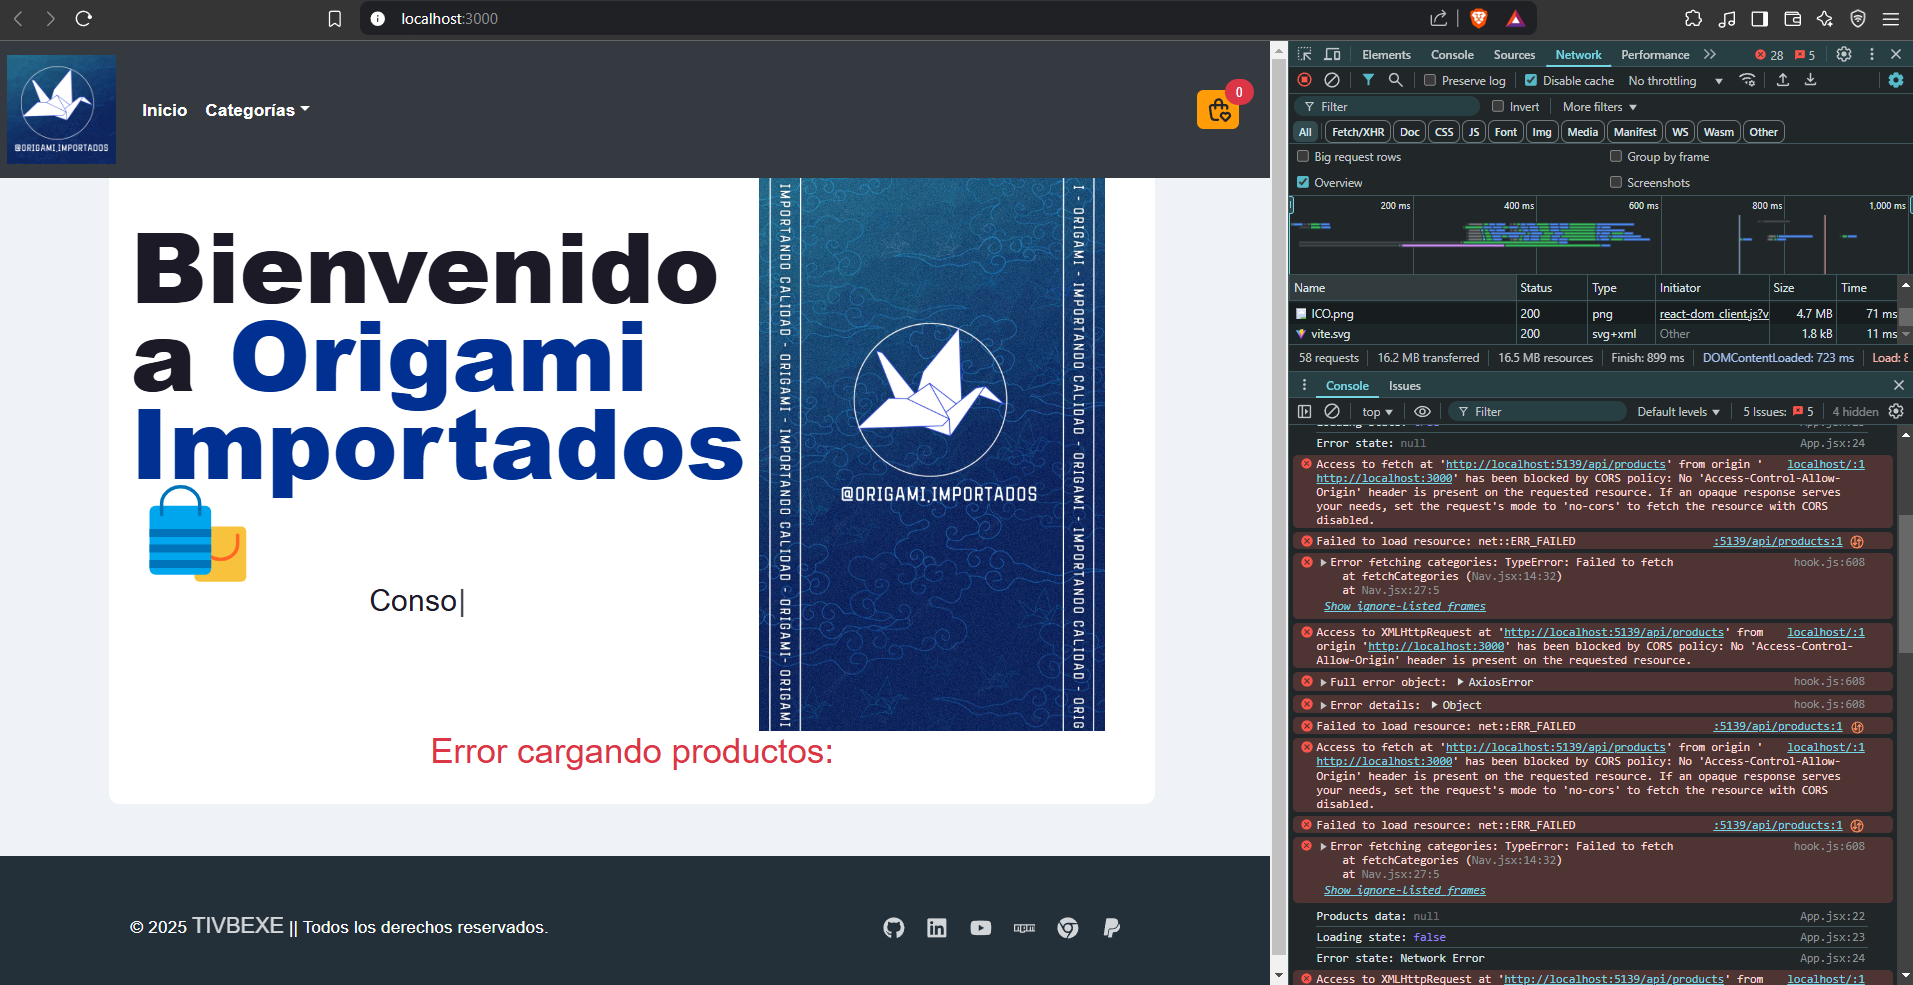 localhost:3000
@ORIGAMI.IMPORTADOS
Inicio
Categorías
0
Bienvenido
a Origami
Importados
Conso|
IMPORTANDO CALIDAD - ORIGAMI - IMPORTANDO CALIDAD - ORIGAMI- IMPORTANDO CALIDAD - ORIGAMI
@ORIGAMI.IMPORTADOS
I - ORIGAMI - IMPORTANDO CALIDAD - ORIGAMI - IMPORTANDO CALIDAD - ORIGAMI - IMPORTANDO CALIDAD - ORIG
Error cargando productos:
© 2025 TIVBEXE || Todos los derechos reservados.
npm
Elements Console Sources Network Performance 28 5
Preserve log Disable cache No throttling
Filter Invert More filters
All Fetch/XHR Doc CSS JS Font Img Media Manifest WS Wasm Other
Big request rows Group by frame
Overview Screenshots
200 ms 400 ms 600 ms 800 ms 1,000 ms
Name Status Type Initiator Size Time
ICO.png 200 png react-dom_client.js?v 4.7 MB 71 ms
vite.svg 200 svg+xml Other 1.8 kB 11 ms
58 requests 16.2 MB transferred 16.5 MB resources Finish: 899 ms DOMContentLoaded: 723 ms Load: 8
Console Issues
top Filter Default levels 5 Issues: 5 4 hidden
Error state: null App.jsx:24
Access to fetch at 'http://localhost:5139/api/products' from origin ' localhost/:1
http://localhost:3000' has been blocked by CORS policy: No 'Access-Control-Allow-
Origin' header is present on the requested resource. If an opaque response serves
your needs, set the request's mode to 'no-cors' to fetch the resource with CORS
disabled.
Failed to load resource: net::ERR_FAILED :5139/api/products:1
Error fetching categories: TypeError: Failed to fetch hook.js:608
at fetchCategories (Nav.jsx:14:32)
at Nav.jsx:27:5
Show ignore-listed frames
Access to XMLHttpRequest at 'http://localhost:5139/api/products' from localhost/:1
origin 'http://localhost:3000' has been blocked by CORS policy: No 'Access-Control-
Allow-Origin' header is present on the requested resource.
Full error object: AxiosError hook.js:608
Error details: Object hook.js:608
Failed to load resource: net::ERR_FAILED :5139/api/products:1
Access to fetch at 'http://localhost:5139/api/products' from origin ' localhost/:1
http://localhost:3000' has been blocked by CORS policy: No 'Access-Control-Allow-
Origin' header is present on the requested resource. If an opaque response serves
your needs, set the request's mode to 'no-cors' to fetch the resource with CORS
disabled.
Failed to load resource: net::ERR_FAILED :5139/api/products:1
Error fetching categories: TypeError: Failed to fetch hook.js:608
at fetchCategories (Nav.jsx:14:32)
at Nav.jsx:27:5
Show ignore-listed frames
Products data: null App.jsx:22
Loading state: false App.jsx:23
Error state: Network Error App.jsx:24
Access to XMLHttpRequest at 'http://localhost:5139/api/products' from localhost/:1